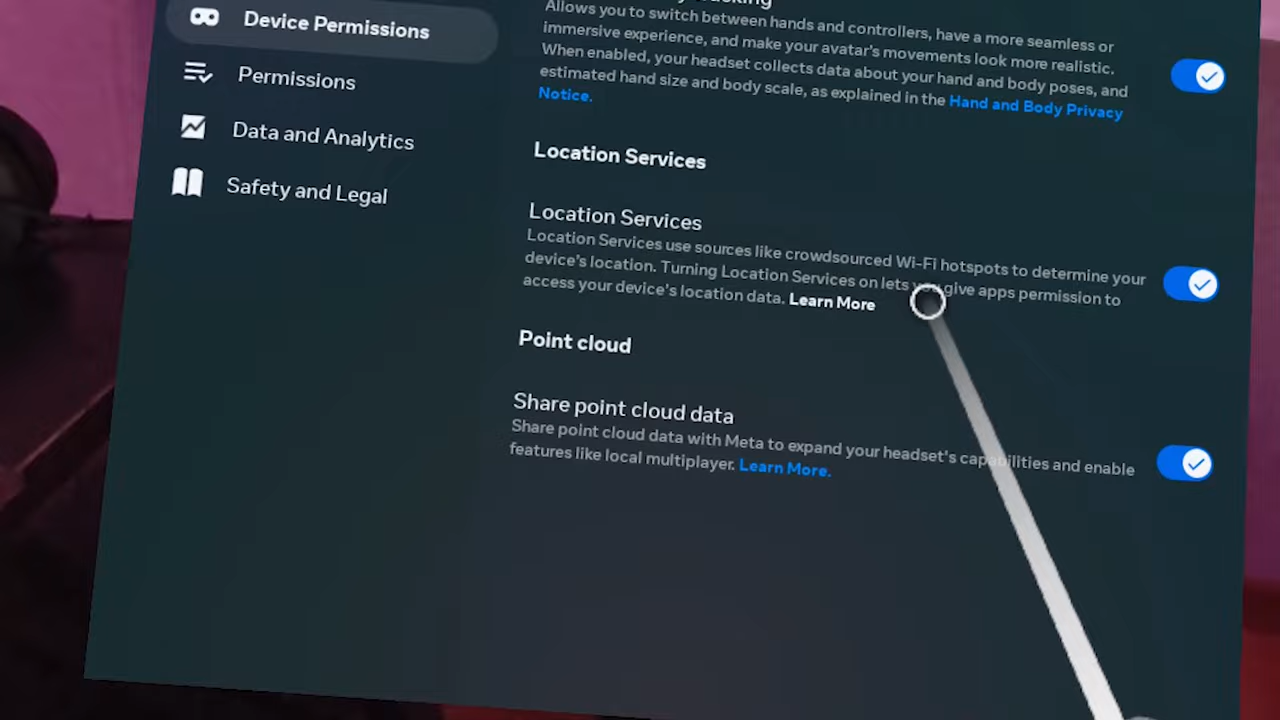 Device Permissions
Permissions
Data and Analytics
Safety and Legal
Allows you to switch between hands and controllers, have a more seamless or
immersive experience, and make your avatar's movements look more realistic.
When enabled, your headset collects data about your hand and body poses, and
estimated hand size and body scale, as explained in the Hand and Body Privacy
Notice.
Location Services
Location Services
Location Services use sources like crowdsourced Wi-Fi hotspots to determine your
device's location. Turning Location Services on lets you give apps permission to
access your device's location data. Learn More
Point cloud
Share point cloud data
Share point cloud data with Meta to expand your headset's capabilities and enable
features like local multiplayer. Learn More.